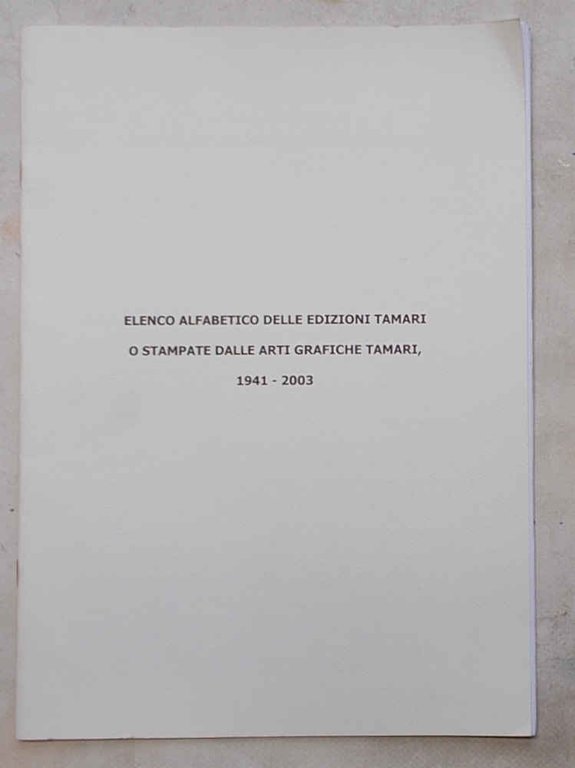 ELENCO ALFABETICO DELLE EDIZIONI TAMARI
O STAMPATE DALLE ARTI GRAFICHE TAMARI,
1941 - 2003